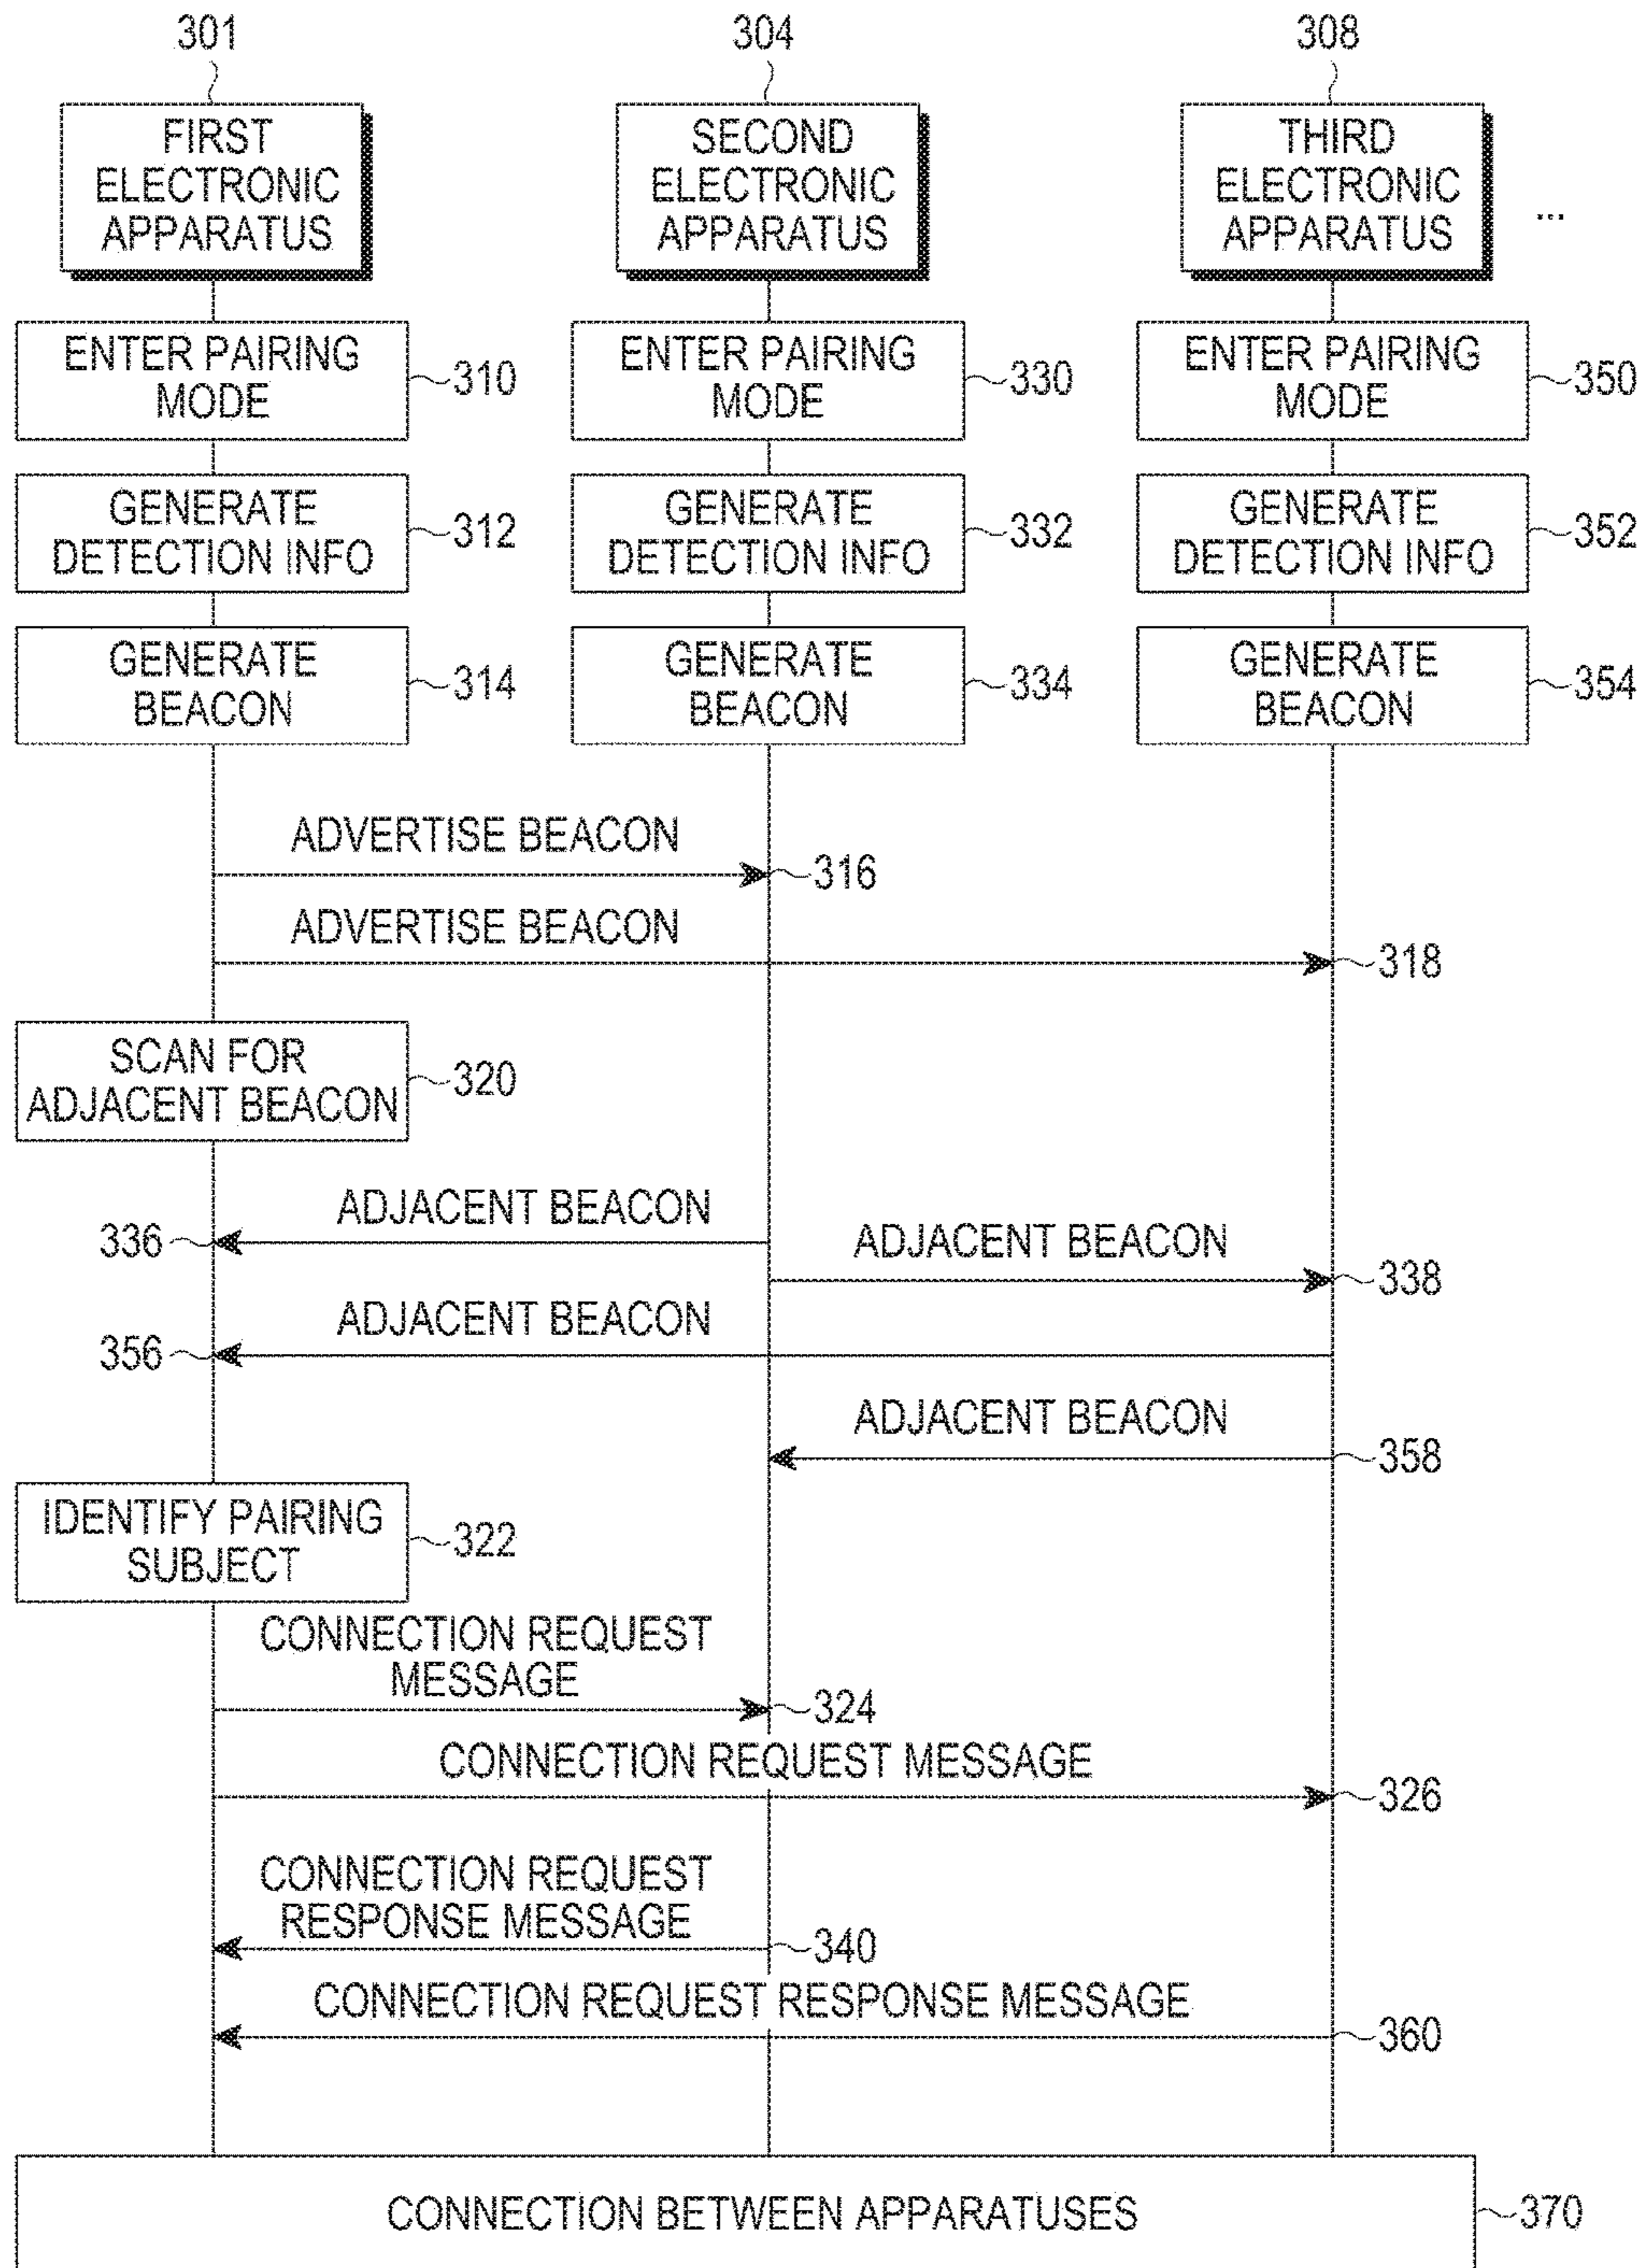 301
304
308
FIRST
ELECTRONIC
APPARATUS
SECOND
ELECTRONIC
APPARATUS
THIRD
ELECTRONIC
APPARATUS
...
ENTER PAIRING
MODE
310
ENTER PAIRING
MODE
330
ENTER PAIRING
MODE
350
GENERATE
DETECTION INFO
312
GENERATE
DETECTION INFO
332
GENERATE
DETECTION INFO
352
GENERATE
BEACON
314
GENERATE
BEACON
334
GENERATE
BEACON
354
ADVERTISE BEACON
316
ADVERTISE BEACON
318
SCAN FOR
ADJACENT BEACON
320
ADJACENT BEACON
336
ADJACENT BEACON
338
ADJACENT BEACON
356
ADJACENT BEACON
358
IDENTIFY PAIRING
SUBJECT
322
CONNECTION REQUEST
MESSAGE
324
CONNECTION REQUEST MESSAGE
326
CONNECTION REQUEST
RESPONSE MESSAGE
340
CONNECTION REQUEST RESPONSE MESSAGE
360
CONNECTION BETWEEN APPARATUSES
370